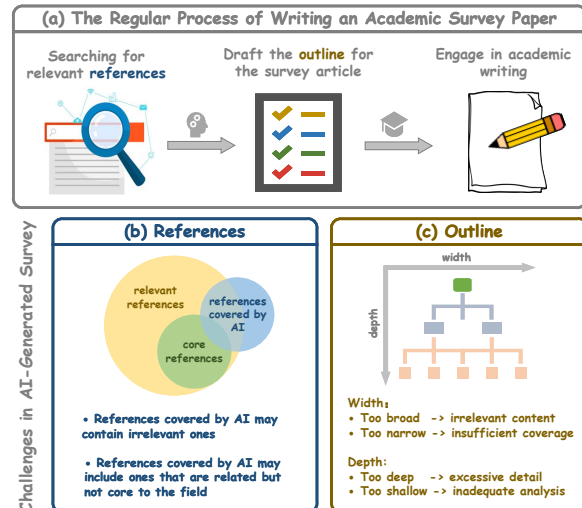 (a) The Regular Process of Writing an Academic Survey Paper
Searching for
relevant references
Draft the outline for
the survey article
Engage in academic
writing
Challenges in AI-Generated Survey
(b) References
relevant
references
references
covered by
AI
core
references
• References covered by AI may
contain irrelevant ones
• References covered by AI may
include ones that are related but
not core to the field
(c) Outline
width
depth
Width:
• Too broad -> irrelevant content
• Too narrow -> insufficient coverage
Depth:
• Too deep -> excessive detail
• Too shallow -> inadequate analysis